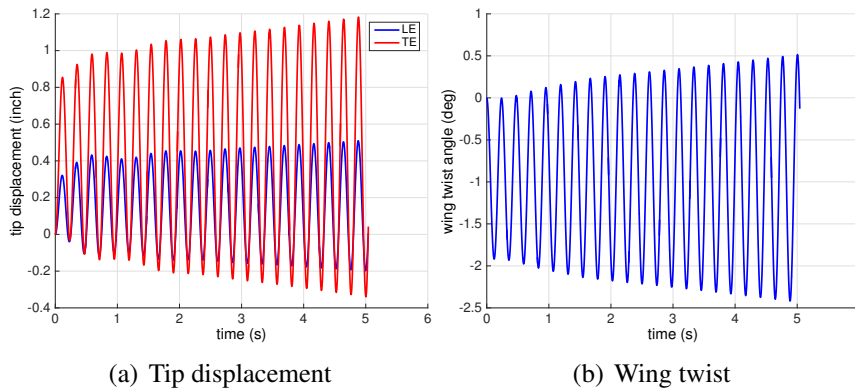 1.2
1
0.8
0.6
0.4
0.2
0
-0.2
-0.4
tip displacement (inch)
LE
TE
0 1 2 3 4 5 6
time (s)
(a) Tip displacement
1
0.5
0
-0.5
-1
-1.5
-2
-2.5
wing twist angle (deg)
0 1 2 3 4 5
time (s)
(b) Wing twist